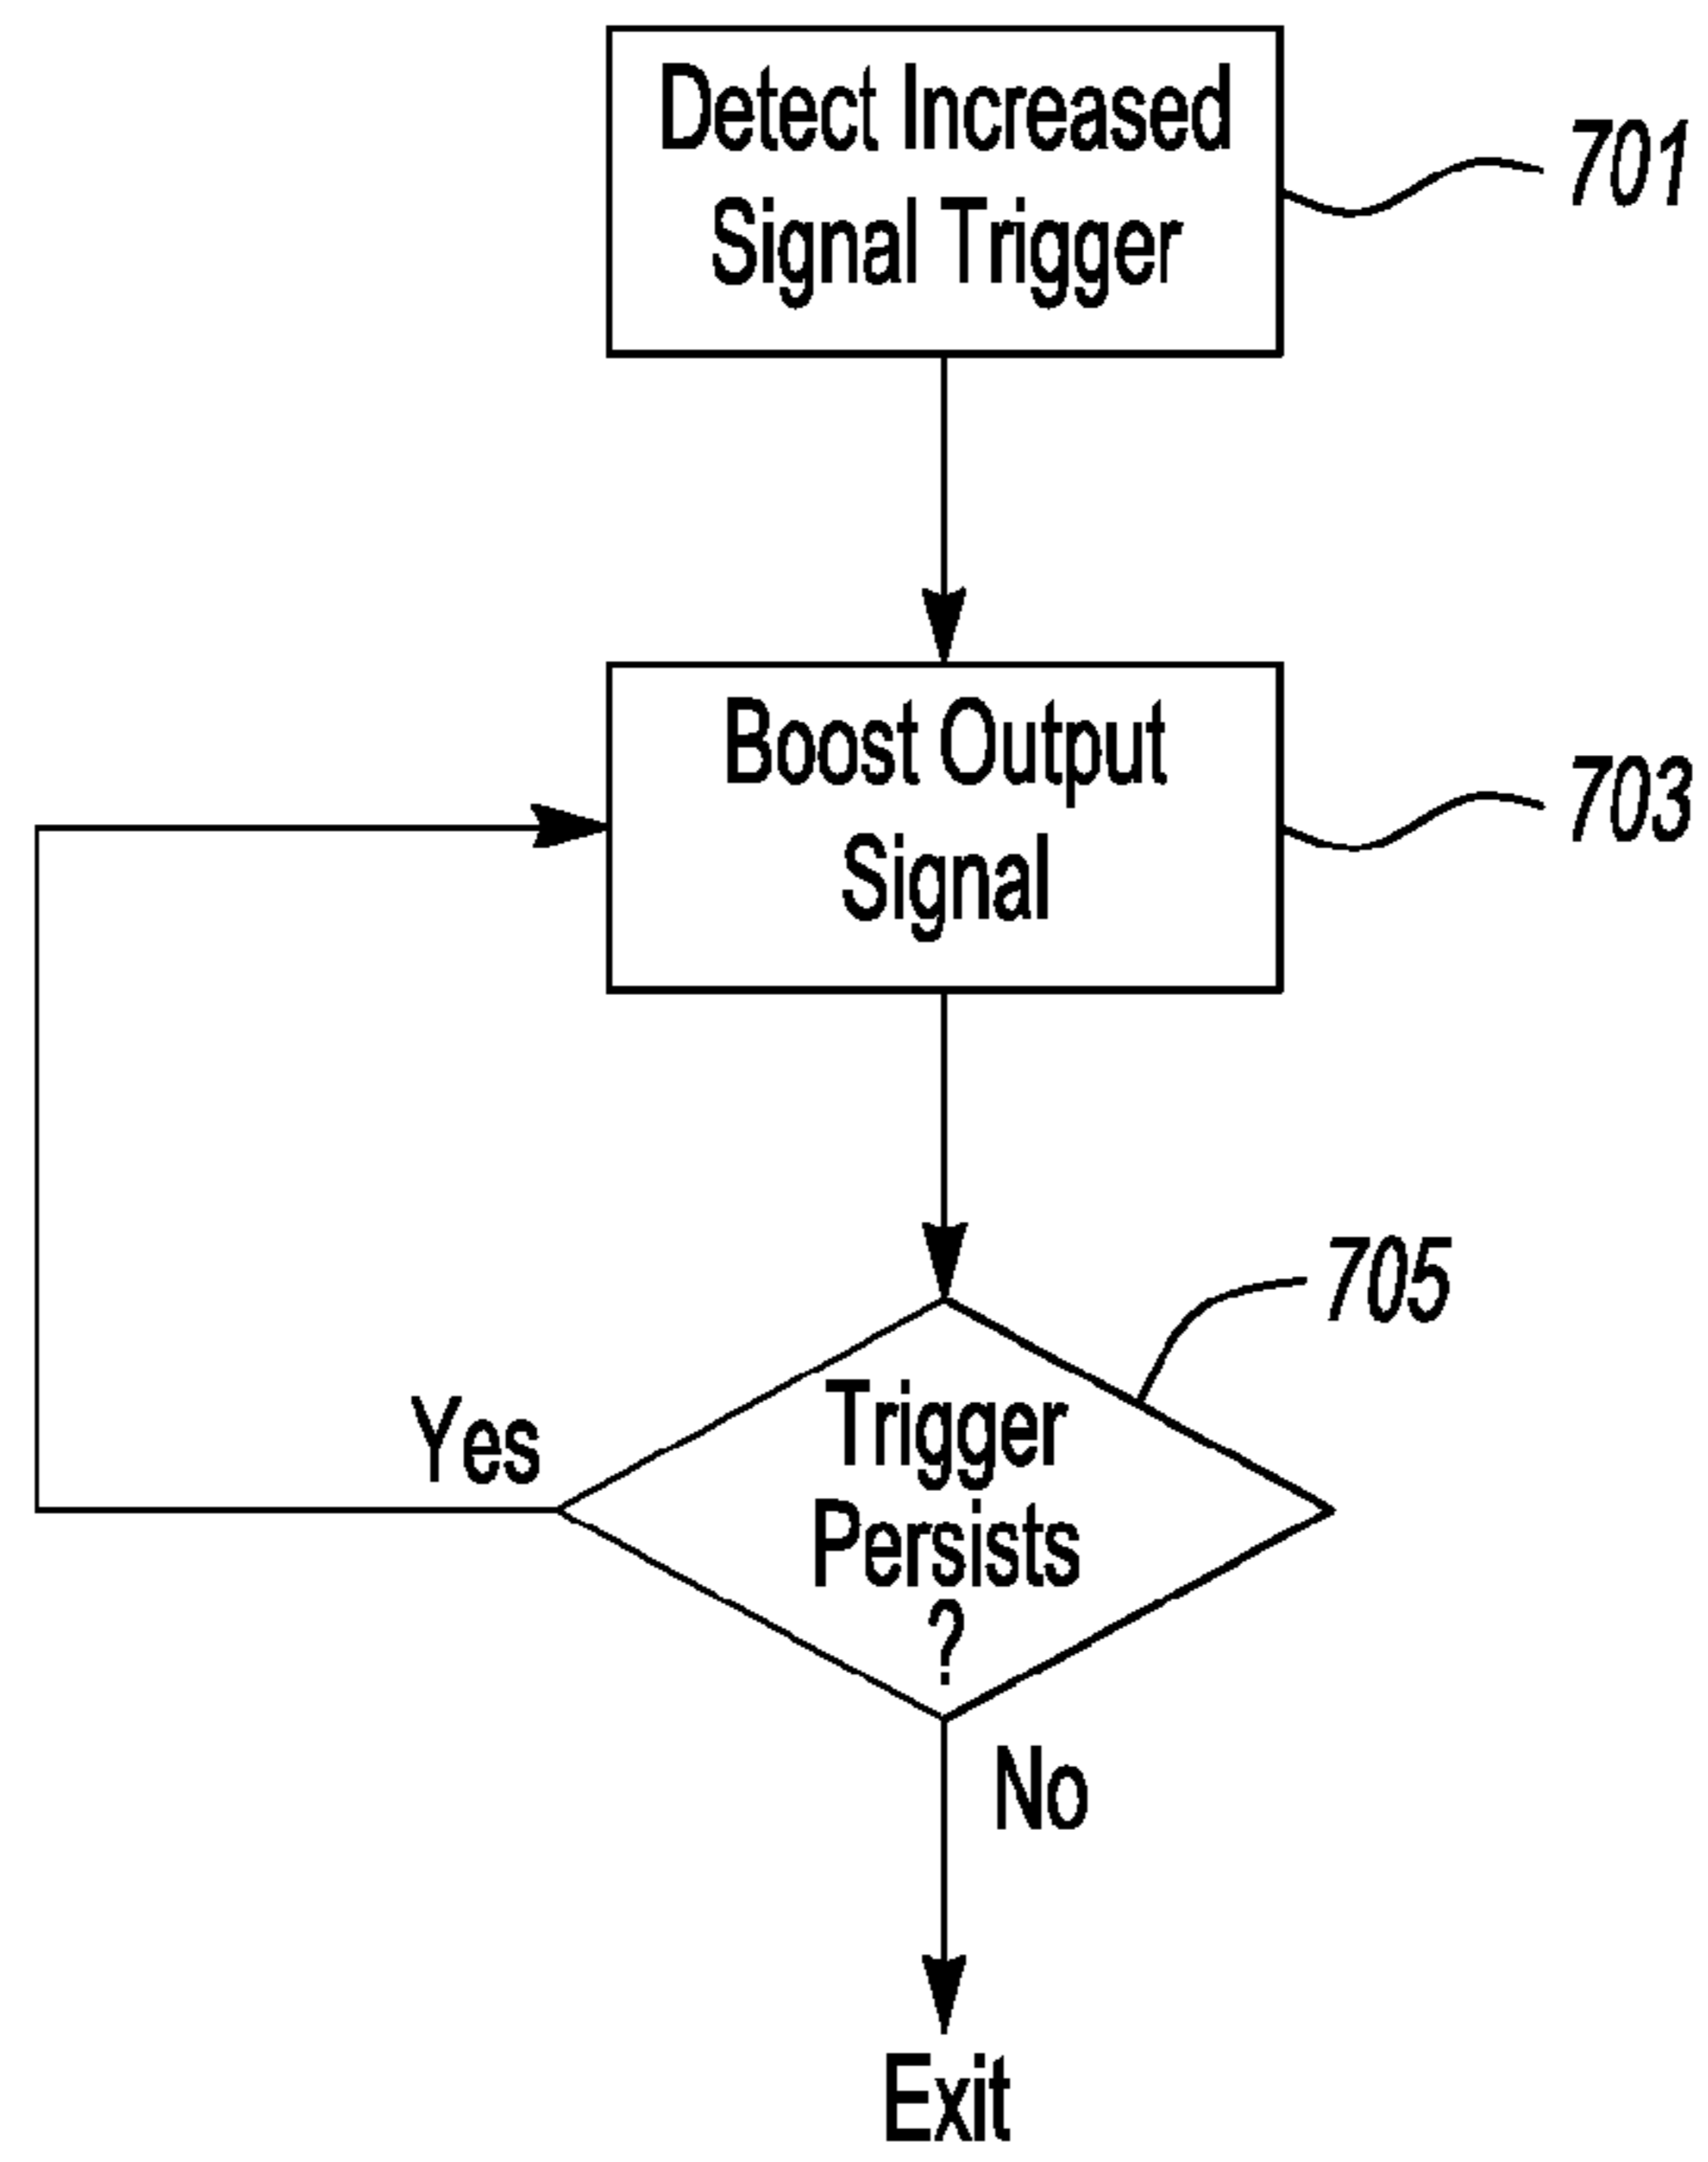 Detect Increased
Signal Trigger
701
Boost Output
Signal
703
705
Trigger
Persists
?
Yes
No
Exit